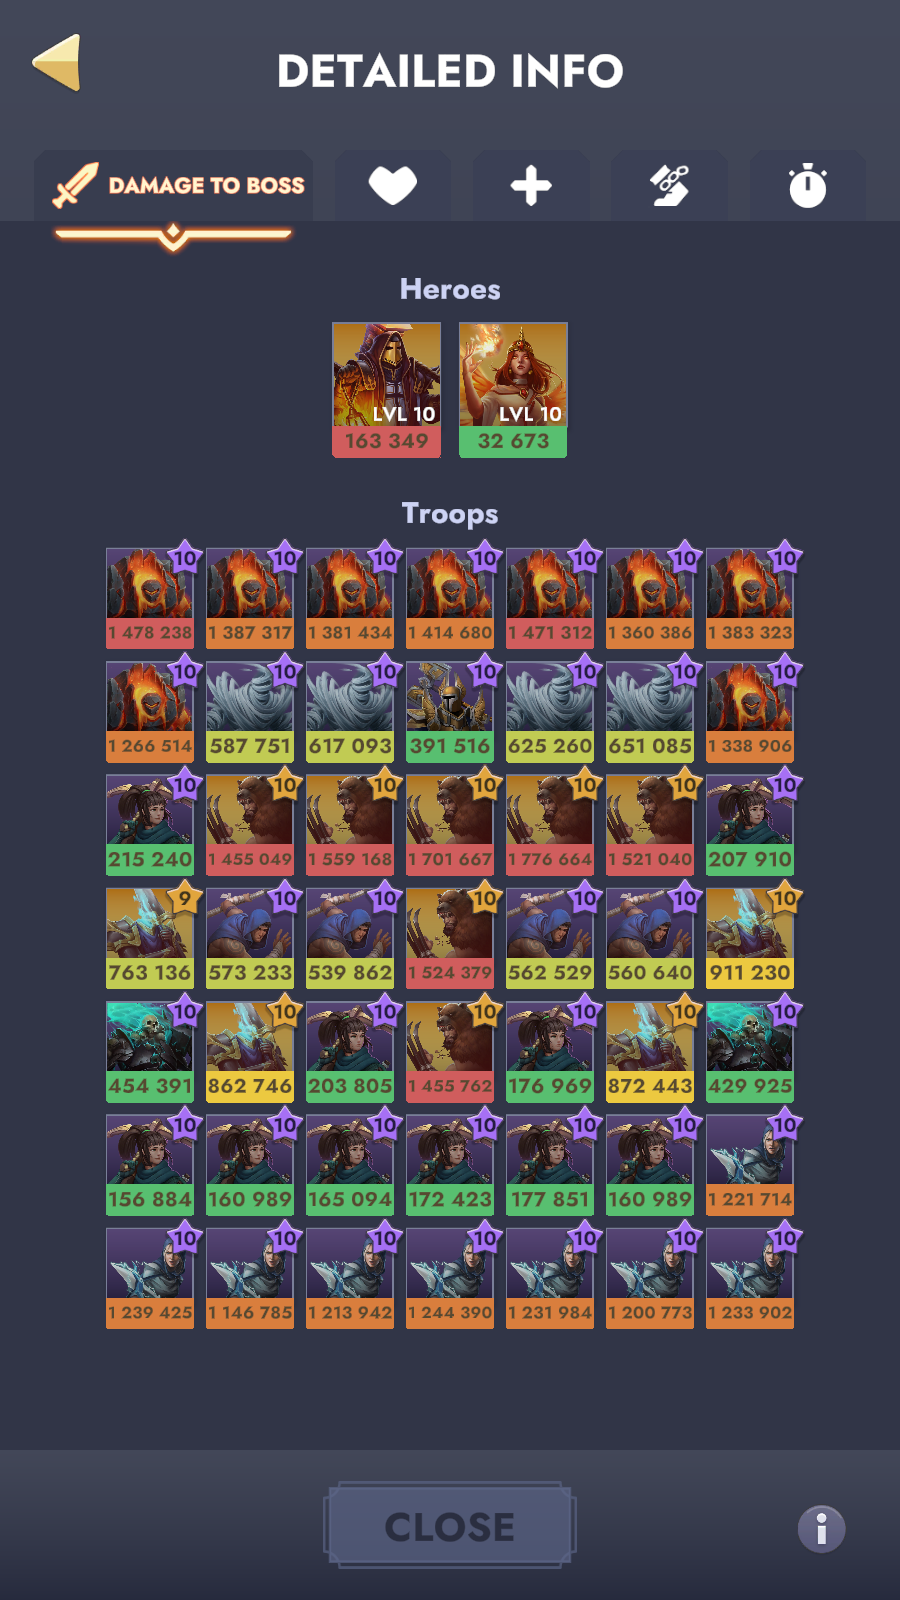 DETAILED INFO
DAMAGE TO BOSS
Heroes
LVL 10 LVL 10
163 349 32 673
Troops
10 10 10 10 10 10 10
1 478 238 1 387 317 1 381 434 1 414 680 1 471 312 1 360 386 1 383 323
10 10 10 10 10 10 10
1 266 514 587 751 617 093 391 516 625 260 651 085 1 338 906
10 10 10 10 10 10 10
215 240 1 455 049 1 559 168 1 701 667 1 776 664 1 521 040 207 910
9 10 10 10 10 10 10
763 136 573 233 539 862 1 524 379 562 529 560 640 911 230
10 10 10 10 10 10 10
454 391 862 746 203 805 1 455 762 176 969 872 443 429 925
10 10 10 10 10 10 10
156 884 160 989 165 094 172 423 177 851 160 989 1 221 714
10 10 10 10 10 10 10
1 239 425 1 146 785 1 213 942 1 244 390 1 231 984 1 200 773 1 233 902
CLOSE